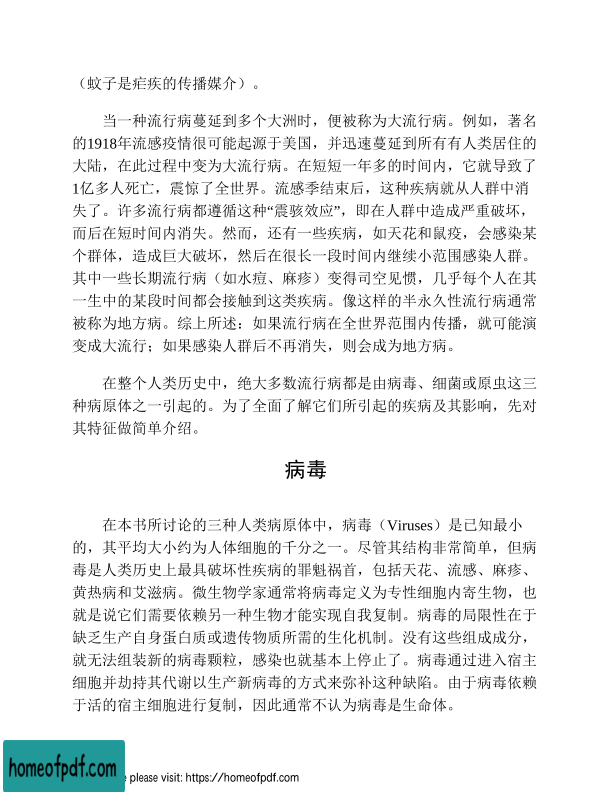 （蚊子是疟疾的传播媒介）。
当一种流行病蔓延到多个大洲时，便被称为大流行病。例如，著名
的1918年流感疫情很可能起源于美国，并迅速蔓延到所有有人类居住的
大陆，在此过程中变为大流行病。在短短一年多的时间内，它就导致了
1亿多人死亡，震惊了全世界。流感季结束后，这种疾病就从人群中消
失了。许多流行病都遵循这种“震骇效应”，即在人群中造成严重破坏，
而后在短时间内消失。然而，还有一些疾病，如天花和鼠疫，会感染某
个群体，造成巨大破坏，然后在很长一段时间内继续小范围感染人群。
其中一些长期流行病（如水痘、麻疹）变得司空见惯，几乎每个人在其
一生中的某段时间都会接触到这类疾病。像这样的半永久性流行病通常
被称为地方病。综上所述：如果流行病在全世界范围内传播，就可能演
变成大流行；如果感染人群后不再消失，则会成为地方病。
在整个人类历史中，绝大多数流行病都是由病毒、细菌或原虫这三
种病原体之一引起的。为了全面了解它们所引起的疾病及其影响，先对
其特征做简单介绍。
病毒
在本书所讨论的三种人类病原体中，病毒（Viruses）是已知最小
的，其平均大小约为人体细胞的千分之一。尽管其结构非常简单，但病
毒是人类历史上最具破坏性疾病的罪魁祸首，包括天花、流感、麻疹、
黄热病和艾滋病。微生物学家通常将病毒定义为专性细胞内寄生物，也
就是说它们需要依赖另一种生物才能实现自我复制。病毒的局限性在于
缺乏生产自身蛋白质或遗传物质所需的生化机制。没有这些组成成分，
就无法组装新的病毒颗粒，感染也就基本上停止了。病毒通过进入宿主
细胞并劫持其代谢以生产新病毒的方式来弥补这种缺陷。由于病毒依赖
于活的宿主细胞进行复制，因此通常不认为病毒是生命体。
homeofpdf.com
please visit: https://homeofpdf.com